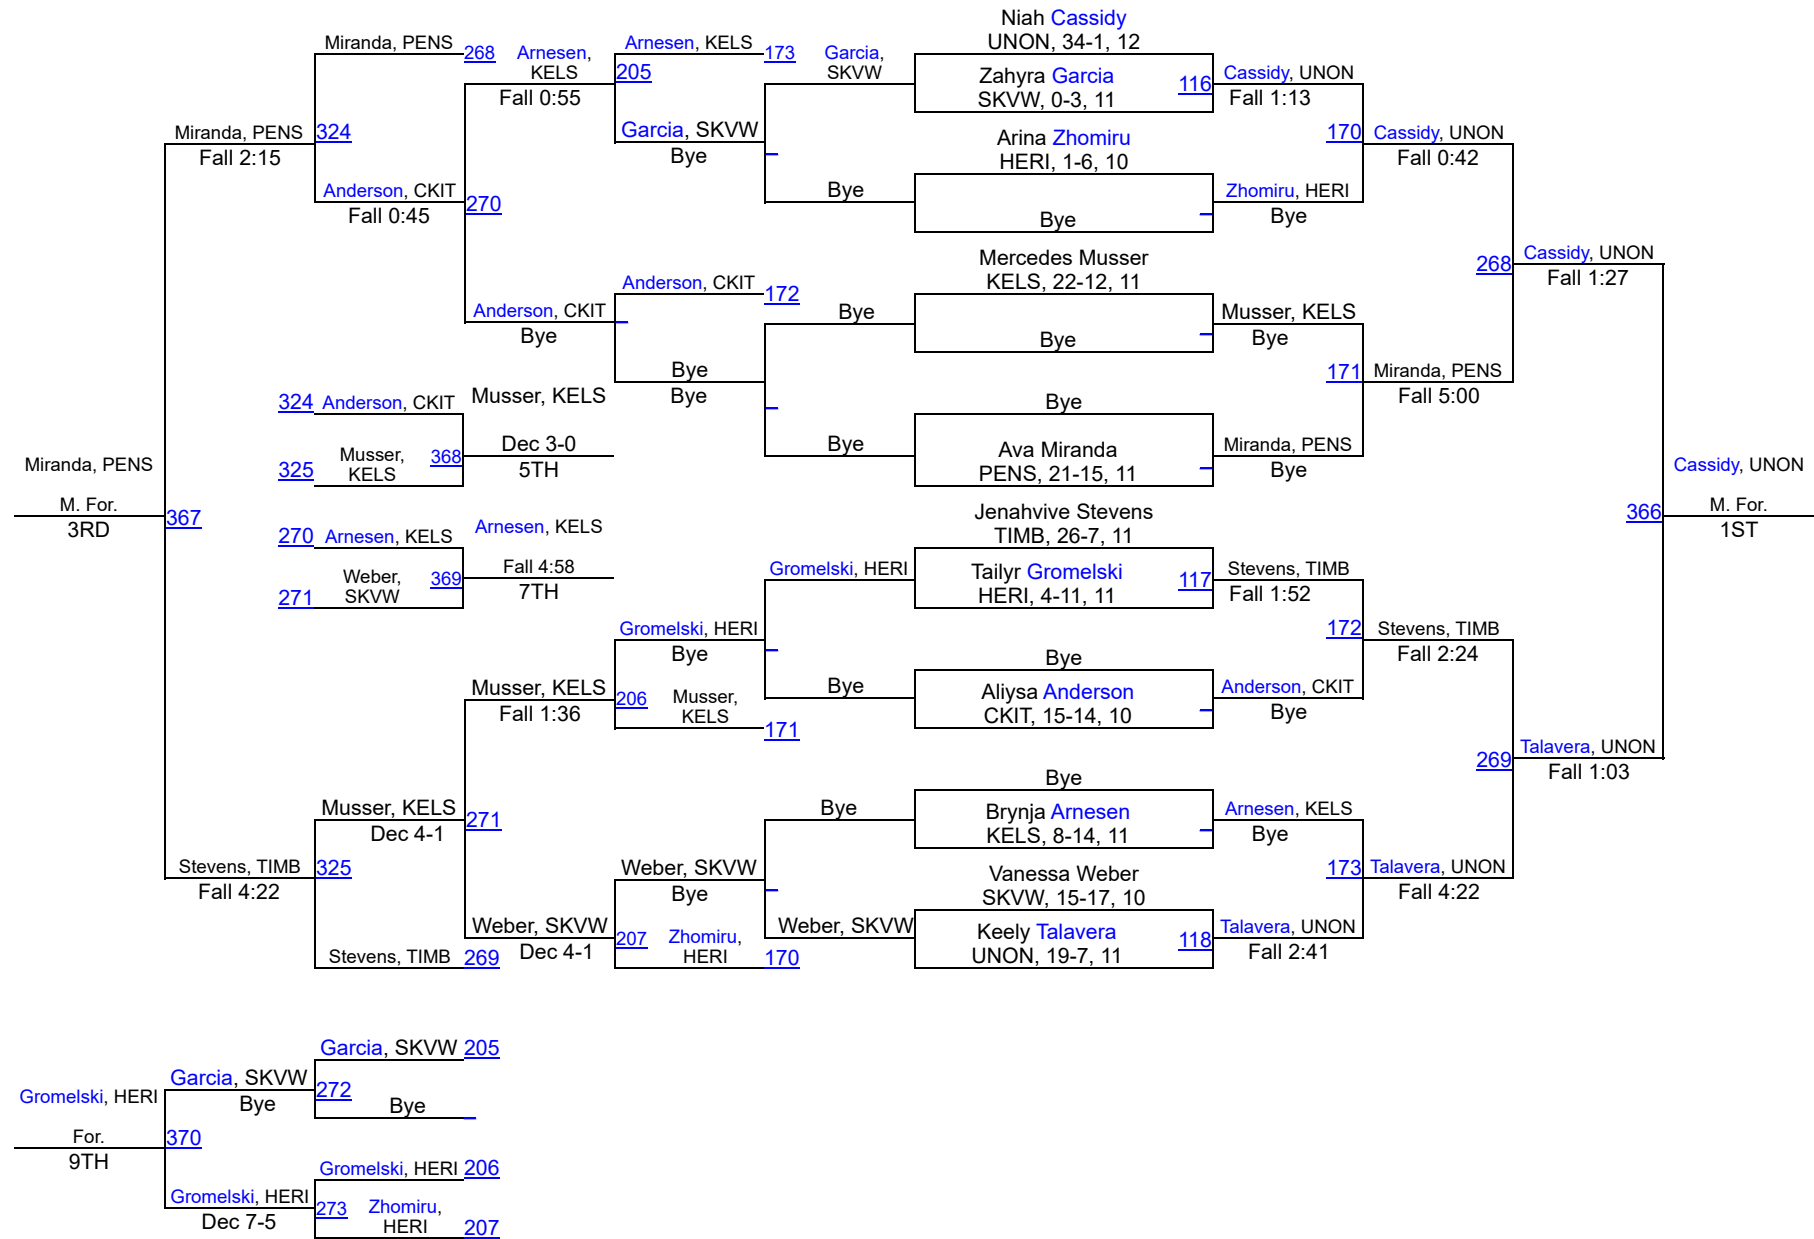 Niah Cassidy
UNON, 34-1, 12
Miranda, PENS
268
Arnesen,
KELS
Fall 0:55
205
Arnesen, KELS
173
Garcia,
SKVW
Zahyra Garcia
SKVW, 0-3, 11
116
Cassidy, UNON
Fall 1:13
Miranda, PENS
Fall 2:15
324
Garcia, SKVW
Bye
Arina Zhomiru
HERI, 1-6, 10
170
Cassidy, UNON
Fall 0:42
Anderson, CKIT
Fall 0:45
270
Bye
Bye
Zhomiru, HERI
Bye
Mercedes Musser
KELS, 22-12, 11
268
Cassidy, UNON
Fall 1:27
Anderson, CKIT
172
Anderson, CKIT
Bye
Bye
Bye
Musser, KELS
Bye
Bye
Bye
171
Miranda, PENS
Fall 5:00
324
Anderson, CKIT
Musser, KELS
Bye
Musser,
KELS
325
368
Dec 3-0
5TH
Bye
Ava Miranda
PENS, 21-15, 11
Miranda, PENS
Bye
Miranda, PENS
M. For.
3RD
367
Cassidy, UNON
M. For.
1ST
366
Jenahvive Stevens
TIMB, 26-7, 11
270
Arnesen, KELS
Arnesen, KELS
Weber,
SKVW
271
369
Fall 4:58
7TH
Gromelski, HERI
Tailyr Gromelski
HERI, 4-11, 11
117
Stevens, TIMB
Fall 1:52
Gromelski, HERI
Bye
172
Stevens, TIMB
Fall 2:24
Bye
Musser, KELS
Fall 1:36
206
Musser,
KELS
171
Bye
Aliysa Anderson
CKIT, 15-14, 10
Anderson, CKIT
Bye
269
Talavera, UNON
Fall 1:03
Bye
Musser, KELS
Dec 4-1
271
Bye
Brynja Arnesen
KELS, 8-14, 11
Arnesen, KELS
Bye
Stevens, TIMB
Fall 4:22
325
Weber, SKVW
Bye
Vanessa Weber
SKVW, 15-17, 10
173
Talavera, UNON
Fall 4:22
Stevens, TIMB
269
Weber, SKVW
Dec 4-1
207
Zhomiru,
HERI
170
Weber, SKVW
Keely Talavera
UNON, 19-7, 11
118
Talavera, UNON
Fall 2:41
Garcia, SKVW
205
Garcia, SKVW
Bye
272
Bye
Gromelski, HERI
For.
9TH
370
Gromelski, HERI
206
Gromelski, HERI
Dec 7-5
273
Zhomiru,
HERI
207